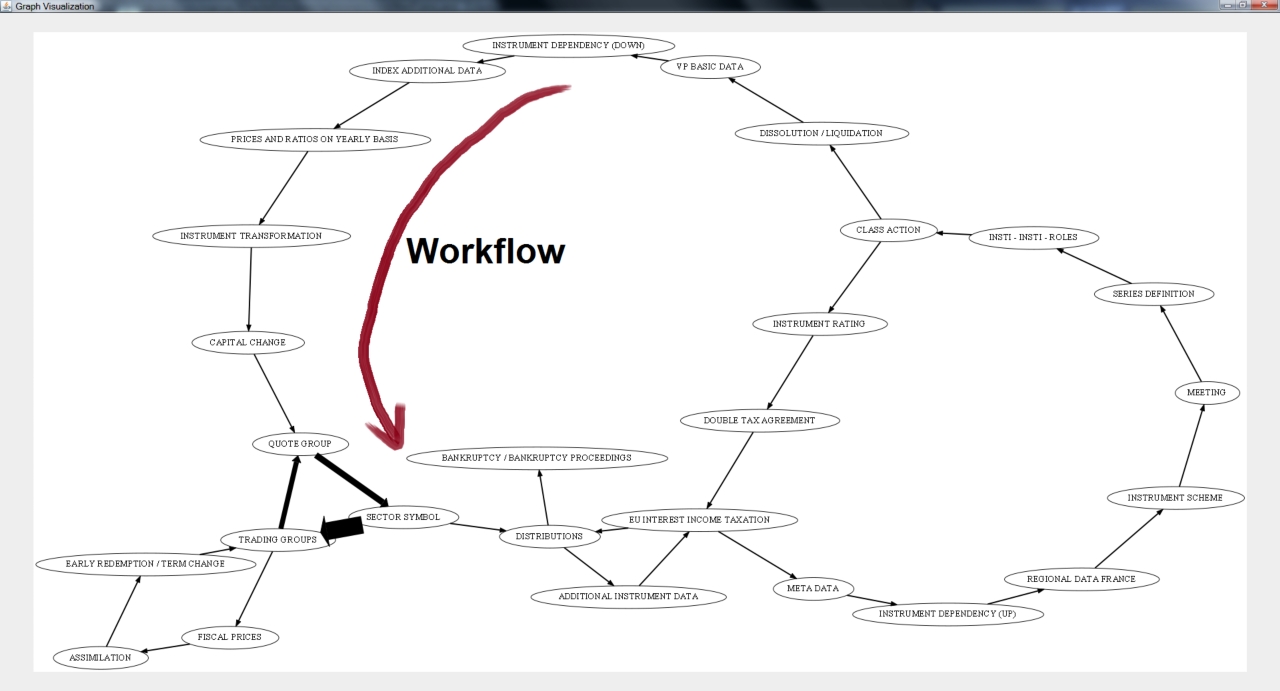 Graph Visualization
INSTRUMENT DEPENDENCY (DOWN)
VP BASIC DATA
INDEX ADDITIONAL DATA
DISSOLUTION / LIQUIDATION
PRICES AND RATIOS ON YEARLY BASIS
CLASS ACTION
INSTRUMENT TRANSFORMATION
INSTI - INSTI - ROLES
Workflow
SERIES DEFINITION
INSTRUMENT RATING
CAPITAL CHANGE
MEETING
DOUBLE TAX AGREEMENT
QUOTE GROUP
BANKRUPTCY / BANKRUPTCY PROCEEDINGS
INSTRUMENT SCHEME
SECTOR SYMBOL
EU INTEREST INCOME TAXATION
DISTRIBUTIONS
TRADING GROUPS
EARLY REDEMPTION / TERM CHANGE
REGIONAL DATA FRANCE
META DATA
ADDITIONAL INSTRUMENT DATA
INSTRUMENT DEPENDENCY (UP)
FISCAL PRICES
ASSIMILATION